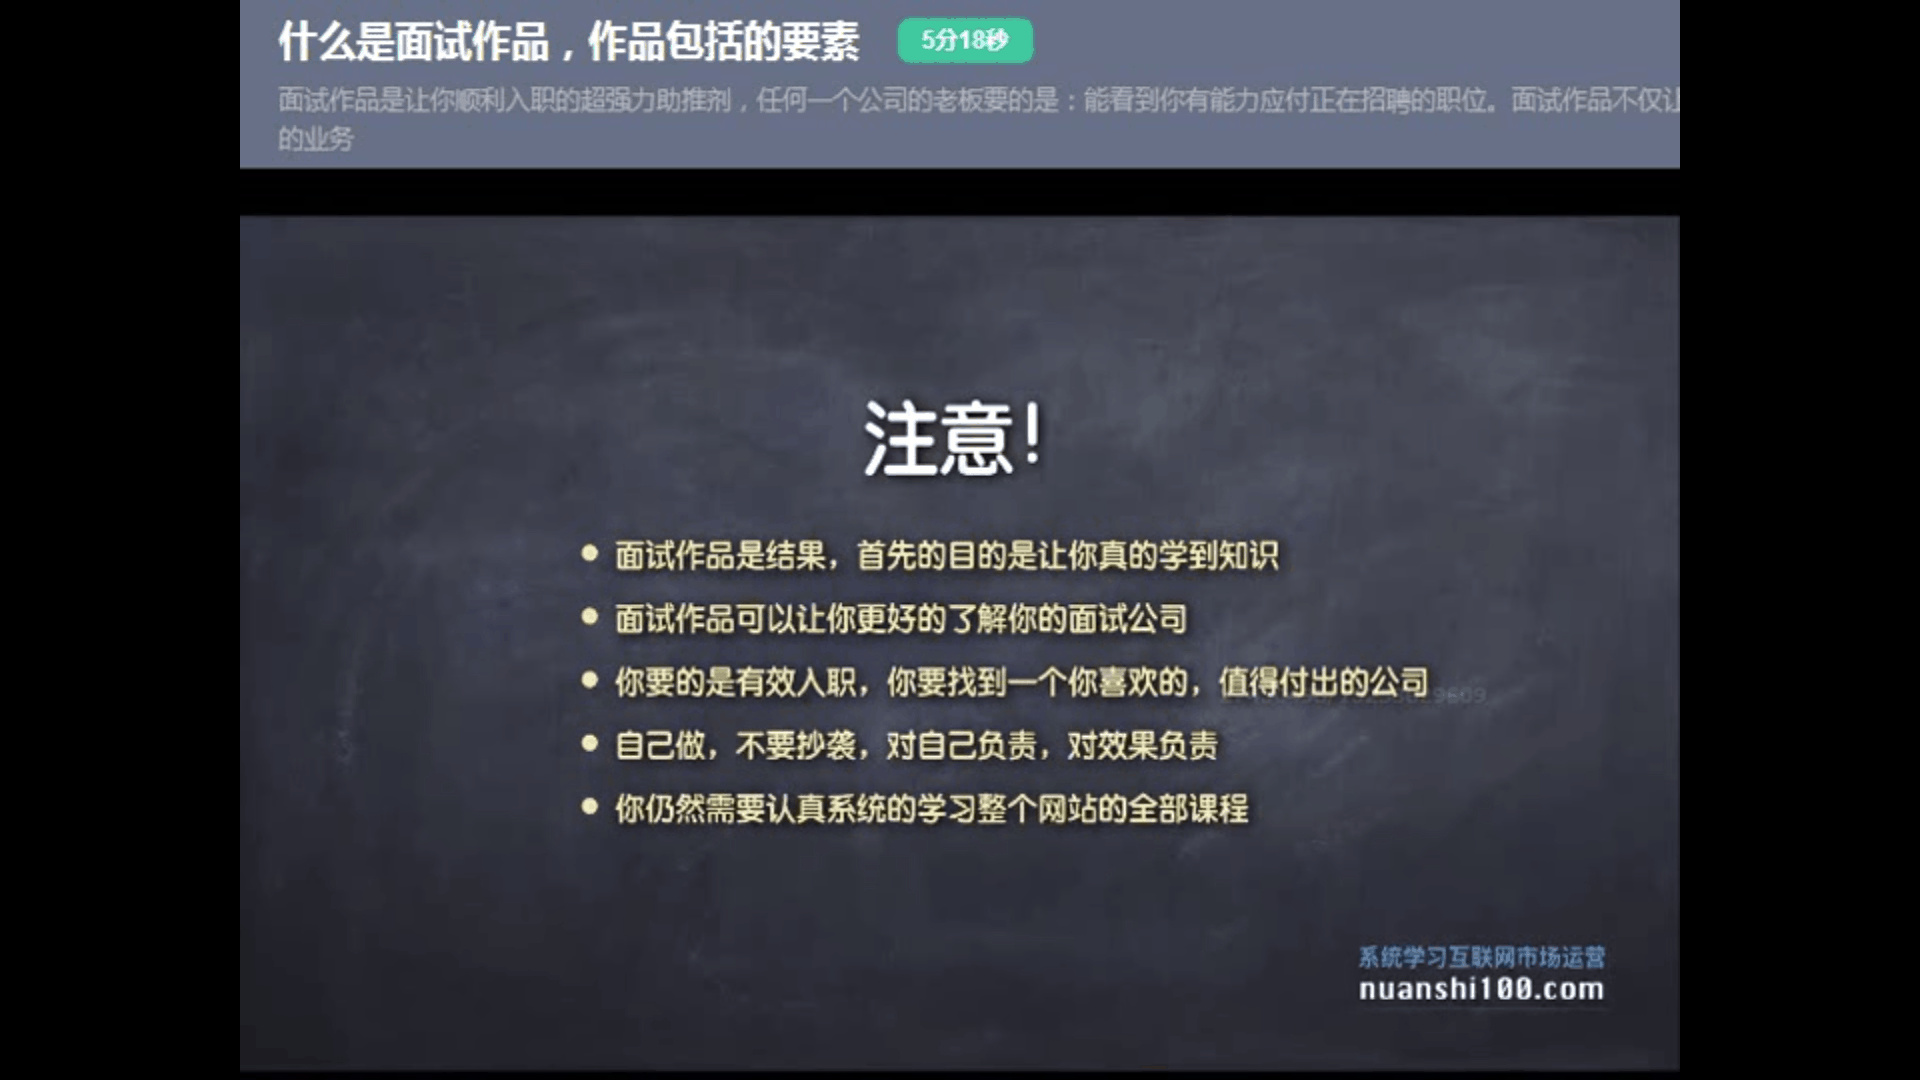 什么是面试作品，作品包括的要素
5分18秒
面试作品是让你顺利入职的超强力助推剂，任何一个公司的老板要的是：能看到你有能力应付正在招聘的职位。面试作品不仅让
的业务
注意！
面试作品是结果，首先的目的是让你真的学到知识
面试作品可以让你更好的了解你的面试公司
你要的是有效入职，你要找到一个你喜欢的，值得付出的公司
自己做，不要抄袭，对自己负责，对效果负责
你仍然需要认真系统的学习整个网站的全部课程
系统学习互联网市场运营
nuanshi100.com